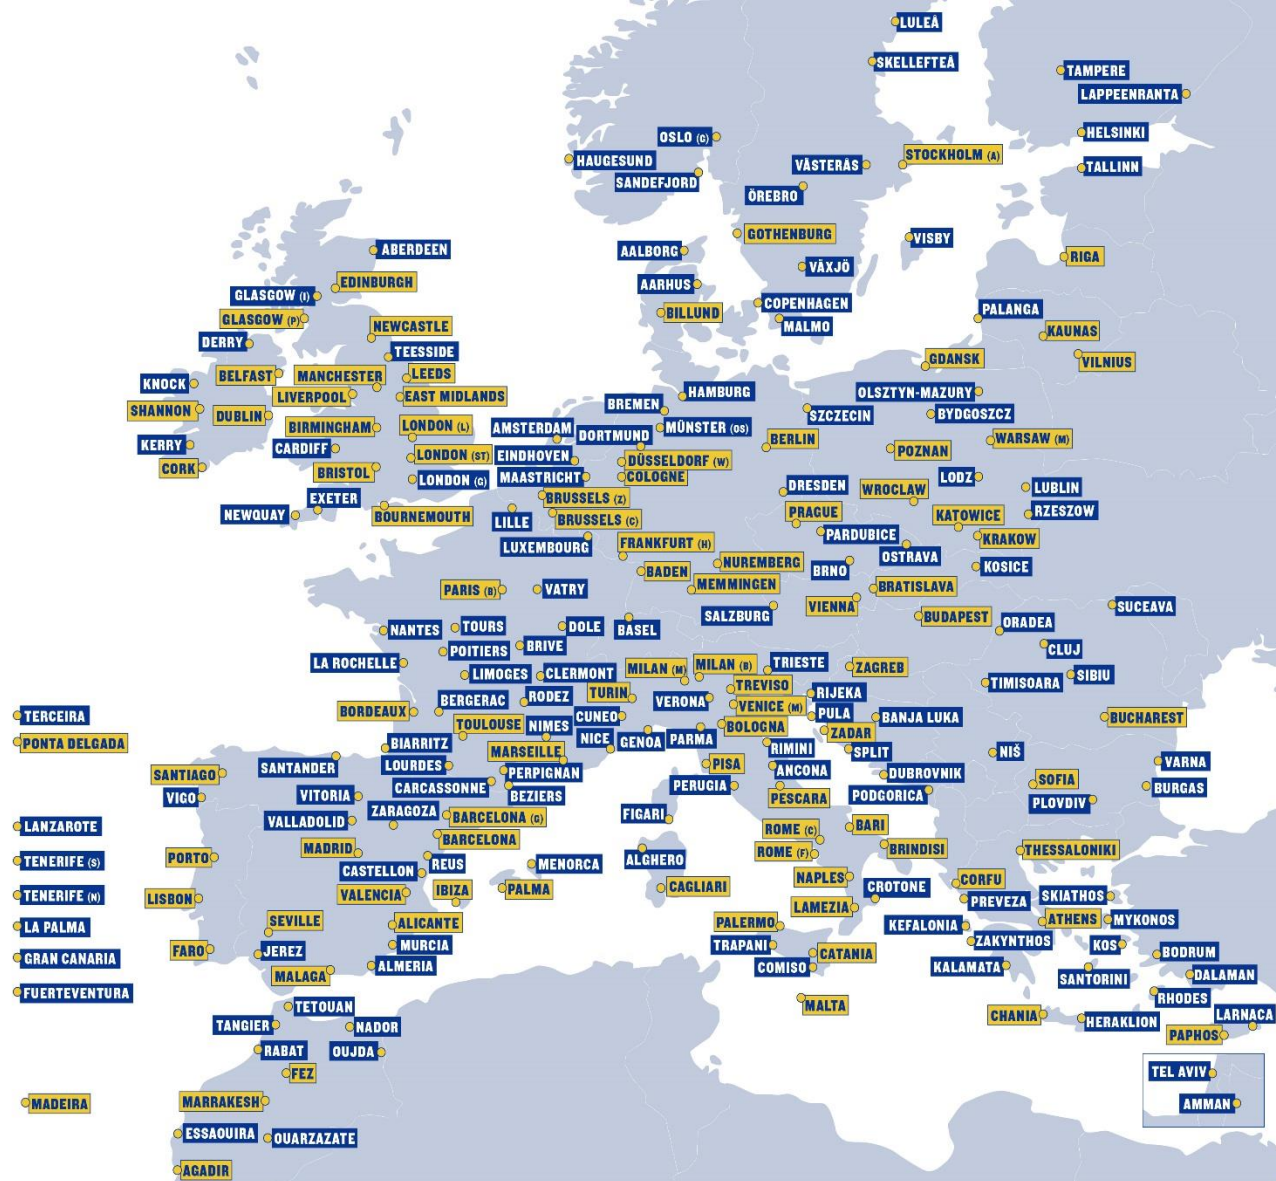 LULEÅ
SKELLEFTEÅ
TAMPERE
LAPPEENRANTA
OSLO (G)
HELSINKI
HAUGESUND
STOCKHOLM (A)
VÄSTERÅS
TALLINN
SANDEFJORD
ÖREBRO
GOTHENBURG
VISBY
ABERDEEN
AALBORG
RIGA
VÄXJÖ
EDINBURGH
AARHUS
GLASGOW (I)
COPENHAGEN
PALANGA
BILLUND
GLASGOW (P)
NEWCASTLE
MALMO
KAUNAS
DERRY
TEESSIDE
GDANSK
VILNIUS
BELFAST
MANCHESTER
LEEDS
KNOCK
HAMBURG
OLSZTYN-MAZURY
LIVERPOOL
EAST MIDLANDS
BREMEN
SHANNON
DUBLIN
SZCZECIN
BYDGOSZCZ
BIRMINGHAM
LONDON (L)
AMSTERDAM
MÜNSTER (OS)
DORTMUND
BERLIN
WARSAW (M)
KERRY
CARDIFF
LONDON (ST)
EINDHOVEN
POZNAN
CORK
BRISTOL
DÜSSELDORF (W)
LONDON (G)
MAASTRICHT
COLOGNE
LODZ
DRESDEN
WROCLAW
LUBLIN
EXETER
BRUSSELS (Z)
NEWQUAY
BOURNEMOUTH
LILLE
BRUSSELS (C)
PRAGUE
KATOWICE
RZESZOW
PARDUBICE
LUXEMBOURG
FRANKFURT (H)
KRAKOW
OSTRAVA
NUREMBERG
BRNO
KOSICE
BADEN
MEMMINGEN
PARIS (B)
VATRY
BRATISLAVA
VIENNA
SUCEAVA
SALZBURG
BUDAPEST
NANTES
TOURS
DOLE
BASEL
ORADEA
POITIERS
BRIVE
CLUJ
LA ROCHELLE
MILAN (M)
MILAN (B)
TRIESTE
ZAGREB
LIMOGES
CLERMONT
SIBIU
TREVISO
TIMISOARA
BERGERAC
RODEZ
TURIN
VERONA
RIJEKA
BORDEAUX
VENICE (M)
TERCEIRA
CUNEO
PULA
BANJA LUKA
BUCHAREST
TOULOUSE
NIMES
BOLOGNA
ZADAR
PONTA DELGADA
BIARRITZ
NICE
GENOA
PARMA
RIMINI
SPLIT
NIŠ
MARSEILLE
SANTANDER
LOURDES
PISA
VARNA
SANTIAGO
PERPIGNAN
ANCONA
DUBROVNIK
SOFIA
CARCASSONNE
PERUGIA
BURGAS
VIGO
VITORIA
BEZIERS
PESCARA
PODGORICA
PLOVDIV
ZARAGOZA
FIGARI
VALLADOLID
BARCELONA (G)
LANZAROTE
ROME (C)
BARI
BARCELONA
MADRID
BRINDISI
THESSALONIKI
ROME (F)
PORTO
ALGHERO
TENERIFE (S)
REUS
MENORCA
CASTELLON
NAPLES
CORFU
CROTONE
PALMA
CAGLIARI
IBIZA
VALENCIA
TENERIFE (N)
SKIATHOS
LISBON
PREVEZA
LAMEZIA
SEVILLE
ALICANTE
PALERMO
ATHENS
MYKONOS
LA PALMA
KEFALONIA
ZAKYNTHOS
MURCIA
TRAPANI
KOS
FARO
JEREZ
CATANIA
BODRUM
GRAN CANARIA
ALMERIA
COMISO
KALAMATA
MALAGA
SANTORINI
DALAMAN
FUERTEVENTURA
RHODES
TETOUAN
MALTA
CHANIA
LARNACA
TANGIER
NADOR
HERAKLION
PAPHOS
RABAT
OUJDA
FEZ
TEL AVIV
MADEIRA
MARRAKESH
AMMAN
ESSAOUIRA
OUARZAZATE
AGADIR